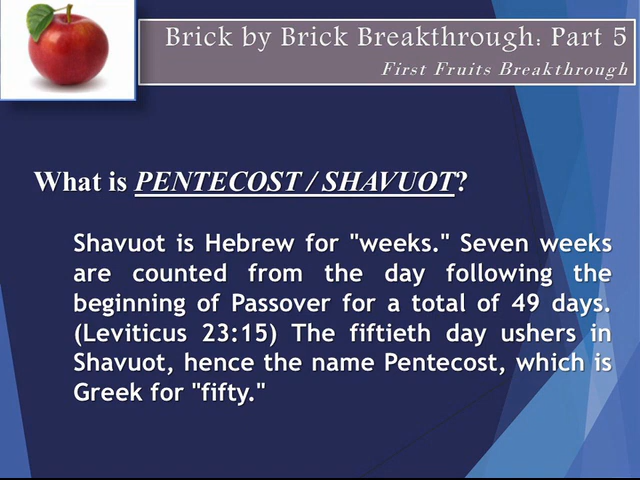 Brick by Brick Breakthrough: Part 5
First Fruits Breakthrough
What is PENTECOST / SHAVUOT?
Shavuot is Hebrew for "weeks." Seven weeks
are counted from the day following the
beginning of Passover for a total of 49 days.
(Leviticus 23:15) The fiftieth day ushers in
Shavuot, hence the name Pentecost, which is
Greek for "fifty."